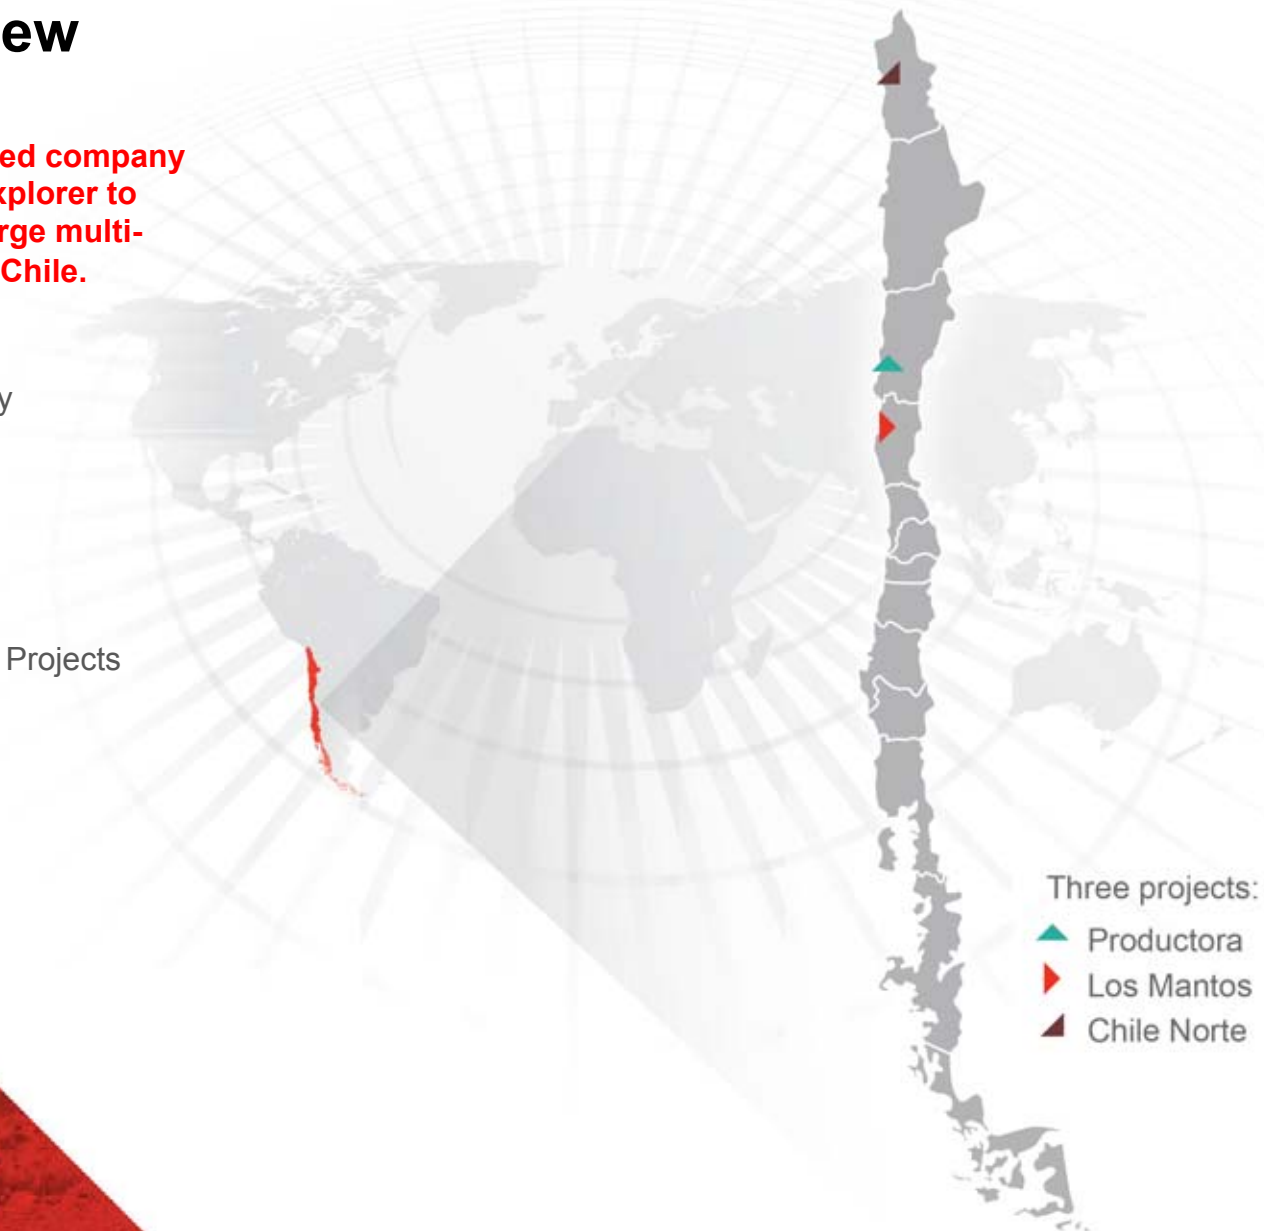 ew
ed company
xplorer to
rge multi-
Chile.
y
Projects
Three projects:
Productora
Los Mantos
Chile Norte